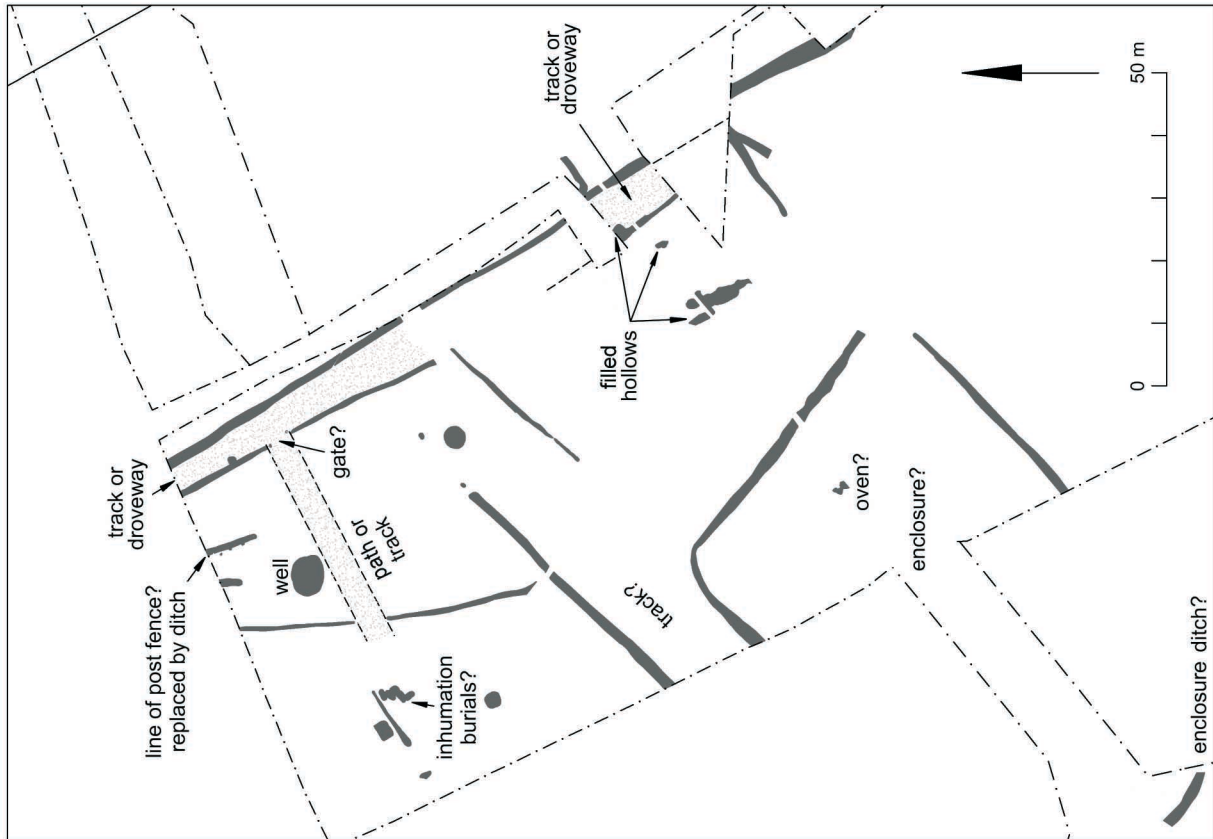 line of post fence?
replaced by ditch
track or
droveway
well
path or
track
gate?
inhumation
burials?
track?
filled
hollows
track or
droveway
oven?
enclosure?
enclosure ditch?
0
50 m